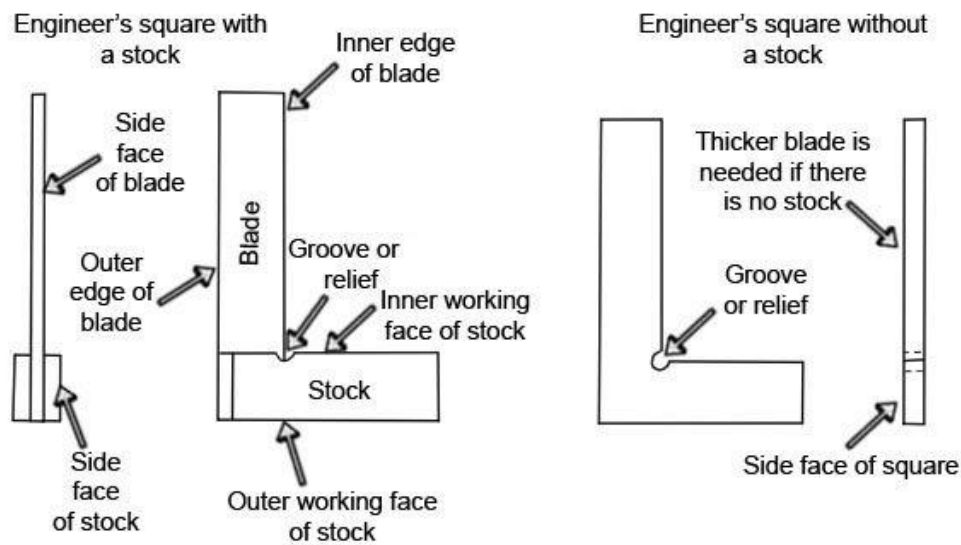 Engineer's square with
a stock
Inner edge
of blade
Side
face
of blade
Blade
Groove or
relief
Outer
edge of
blade
Inner working
face of stock
Stock
Side
face
of stock
Outer working face
of stock
Engineer's square without
a stock
Thicker blade is
needed if there
is no stock
Groove
or relief
Side face of square